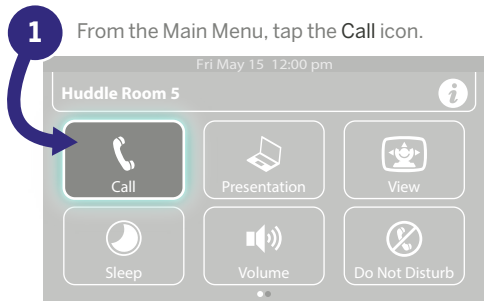 1
From the Main Menu, tap the Call icon.
Fri May 15 12:00 pm
Huddle Room 5
i
Call
Presentation
View
Sleep
Volume
Do Not Disturb